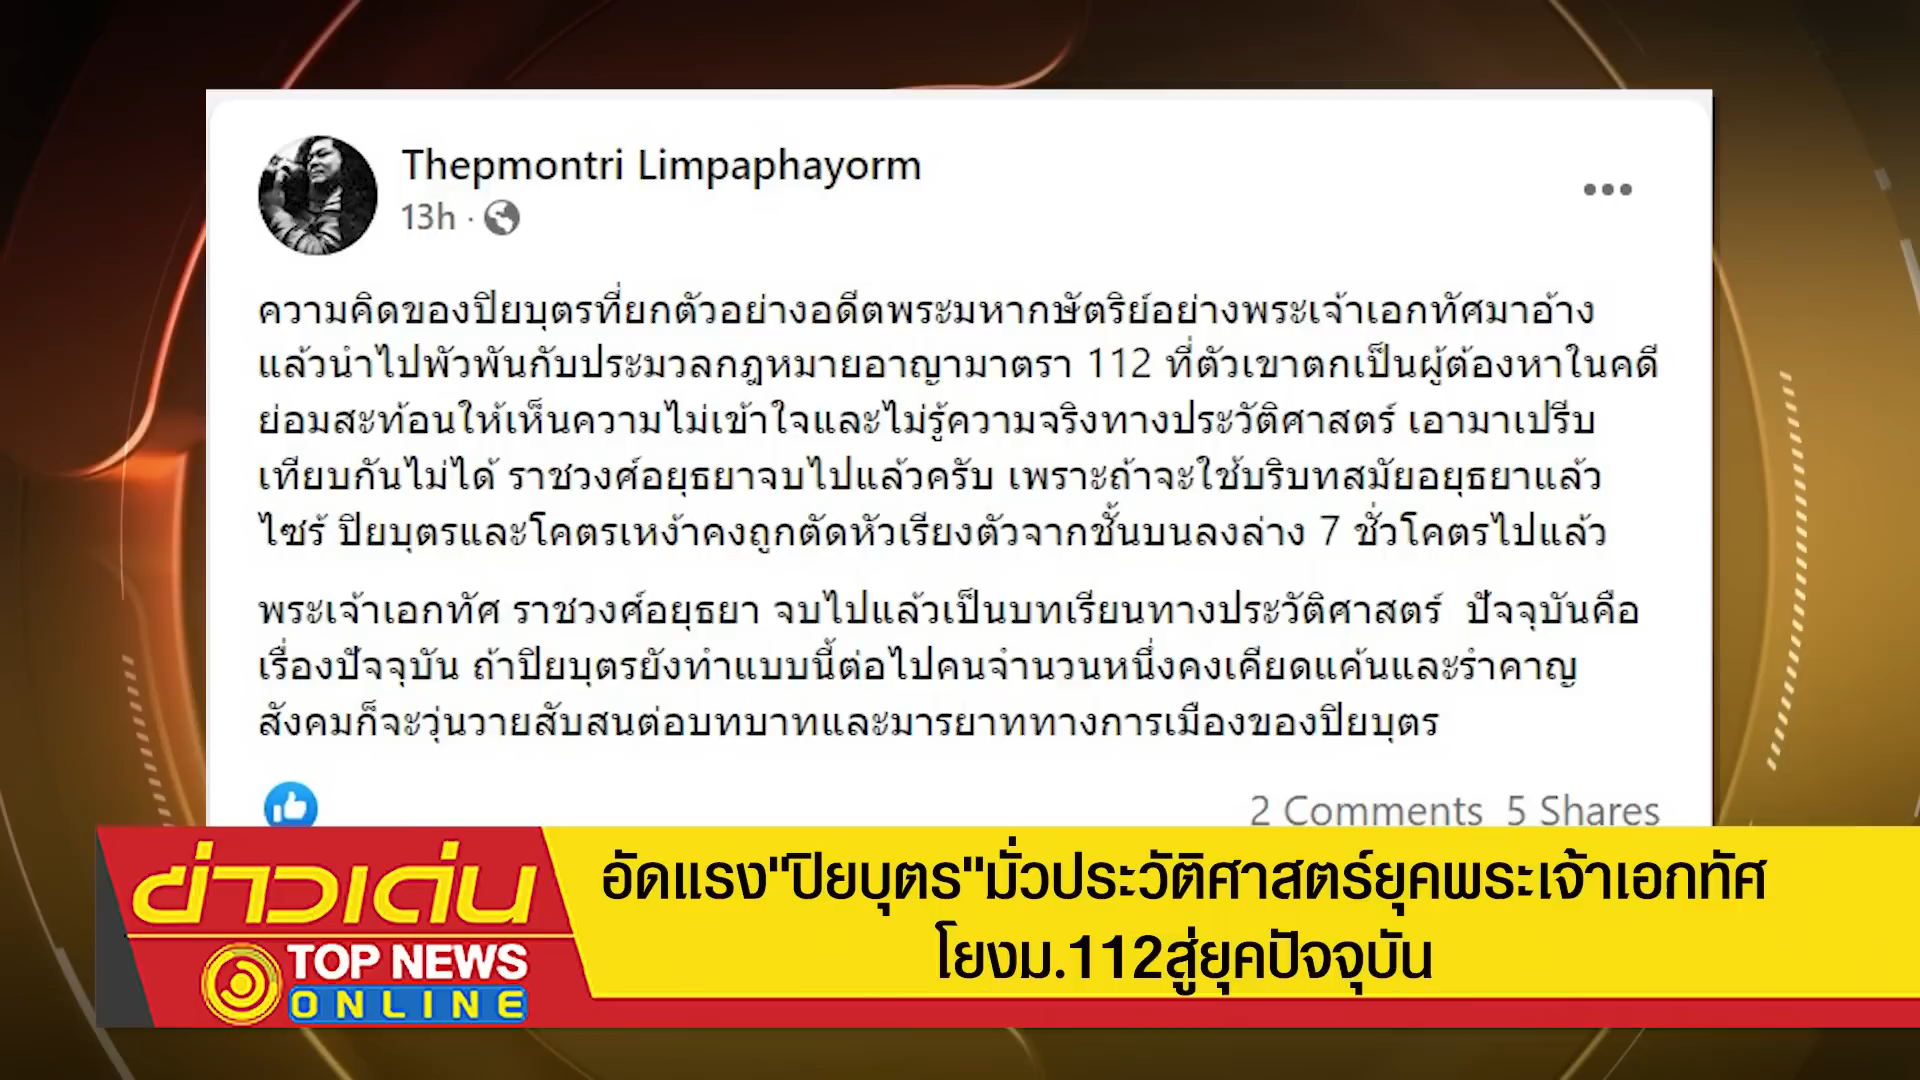 Thepmontri Limpaphayorm
13h ·
ความคิดของปิยบุตรที่ยกตัวอย่างอดีตพระมหากษัตริย์อย่างพระเจ้าเอกทัศมาอ้าง
แล้วนำไปพัวพันกับประมวลกฎหมายอาญามาตรา 112 ที่ตัวเขาตกเป็นผู้ต้องหาในคดี
ย่อมสะท้อนให้เห็นความไม่เข้าใจและไม่รู้ความจริงทางประวัติศาสตร์ เอามาเปรีบ
เทียบกันไม่ได้ ราชวงศ์อยุธยาจบไปแล้วครับ เพราะถ้าจะใช้บริบทสมัยอยุธยาแล้ว
ไซร้ ปิยบุตรและโคตรเหง้าคงถูกตัดหัวเรียงตัวจากชั้นบนลงล่าง 7 ชั่วโคตรไปแล้ว
พระเจ้าเอกทัศ ราชวงศ์อยุธยา จบไปแล้วเป็นบทเรียนทางประวัติศาสตร์ ปัจจุบันคือ
เรื่องปัจจุบัน ถ้าปิยบุตรยังทำแบบนี้ต่อไปคนจำนวนหนึ่งคงเคียดแค้นและรำคาญ
สังคมก็จะวุ่นวายสับสนต่อบทบาทและมารยาททางการเมืองของปิยบุตร
2 Comments 5 Shares
ข่าวเด่น
TOP NEWS
ONLINE
อัดแรง"ปิยบุตร"มั่วประวัติศาสตร์ยุคพระเจ้าเอกทัศ
โยงม.112สู่ยุคปัจจุบัน